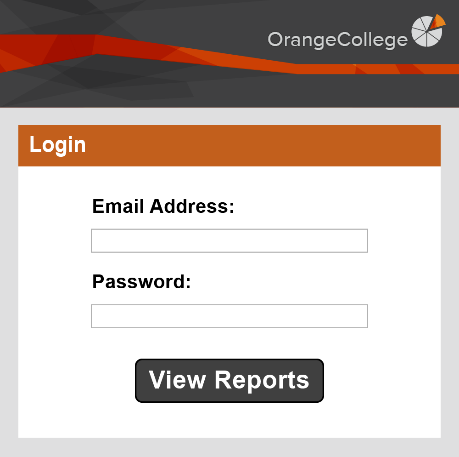 OrangeCollege
Login
Email Address:
Password:
View Reports